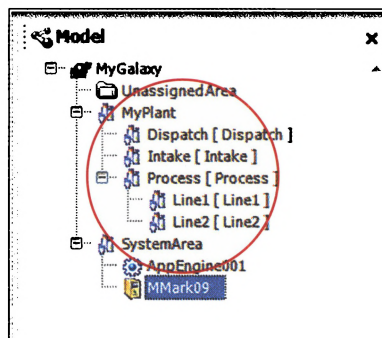 Model
MyGalaxy
UnassignedArea
MyPlant
Dispatch [ Dispatch ]
Intake [ Intake ]
Process [ Process ]
Line1 [ Line1 ]
Line2 [ Line2 ]
SystemArea
AppEngine001
MMark09